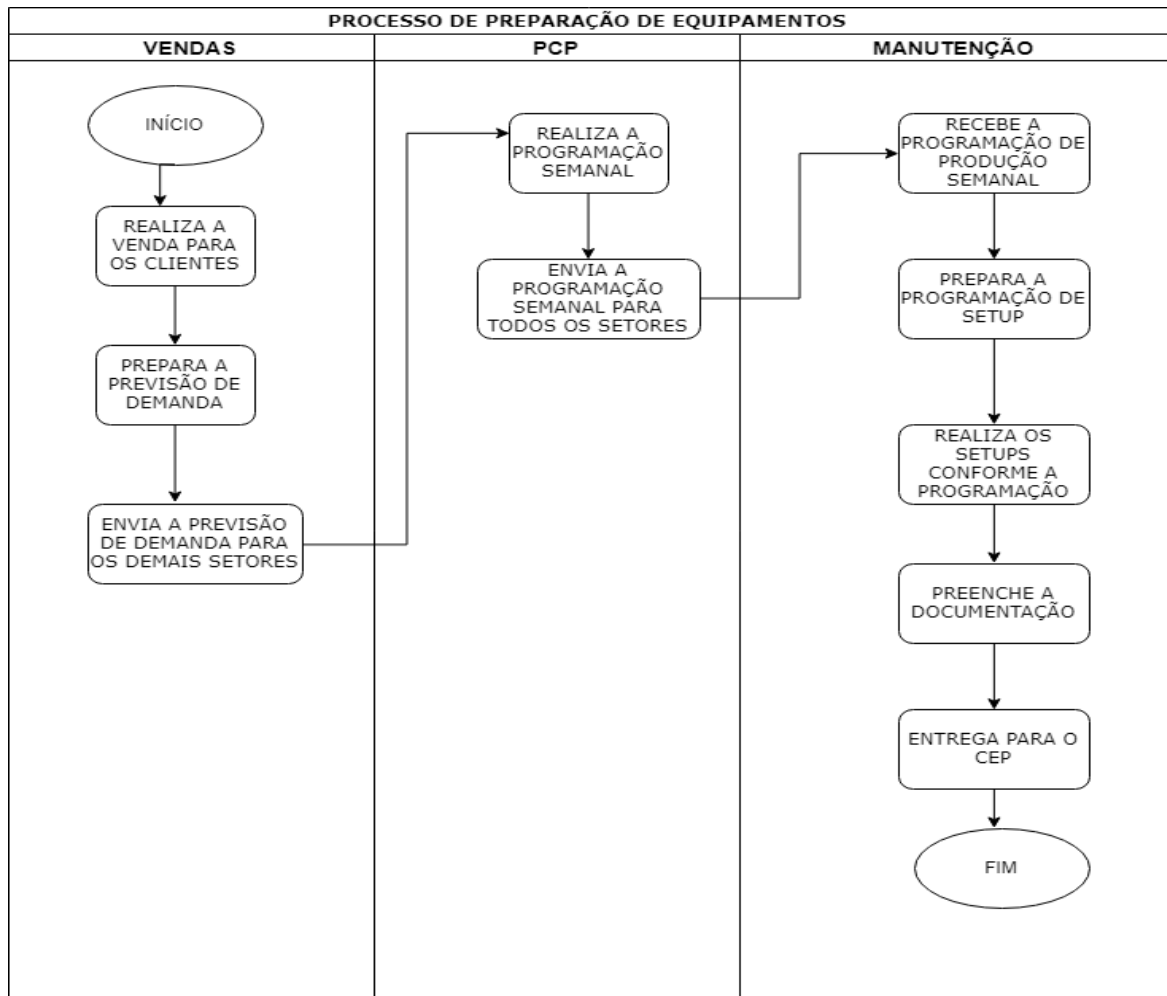 PROCESSO DE PREPARAÇÃO DE EQUIPAMENTOS
VENDAS
PCP
MANUTENÇÃO
INÍCIO
REALIZA A
VENDA PARA
OS CLIENTES
PREPARA A
PREVISÃO DE
DEMANDA
ENVIA A PREVISÃO
DE DEMANDA PARA
OS DEMAIS SETORES
REALIZA A
PROGRAMAÇÃO
SEMANAL
ENVIA A
PROGRAMAÇÃO
SEMANAL PARA
TODOS OS SETORES
RECEBE A
PROGRAMAÇÃO DE
PRODUÇÃO
SEMANAL
PREPARA A
PROGRAMAÇÃO DE
SETUP
REALIZA OS
SETUPS
CONFORME A
PROGRAMAÇÃO
PREENCHE A
DOCUMENTAÇÃO
ENTREGA PARA O
CEP
FIM